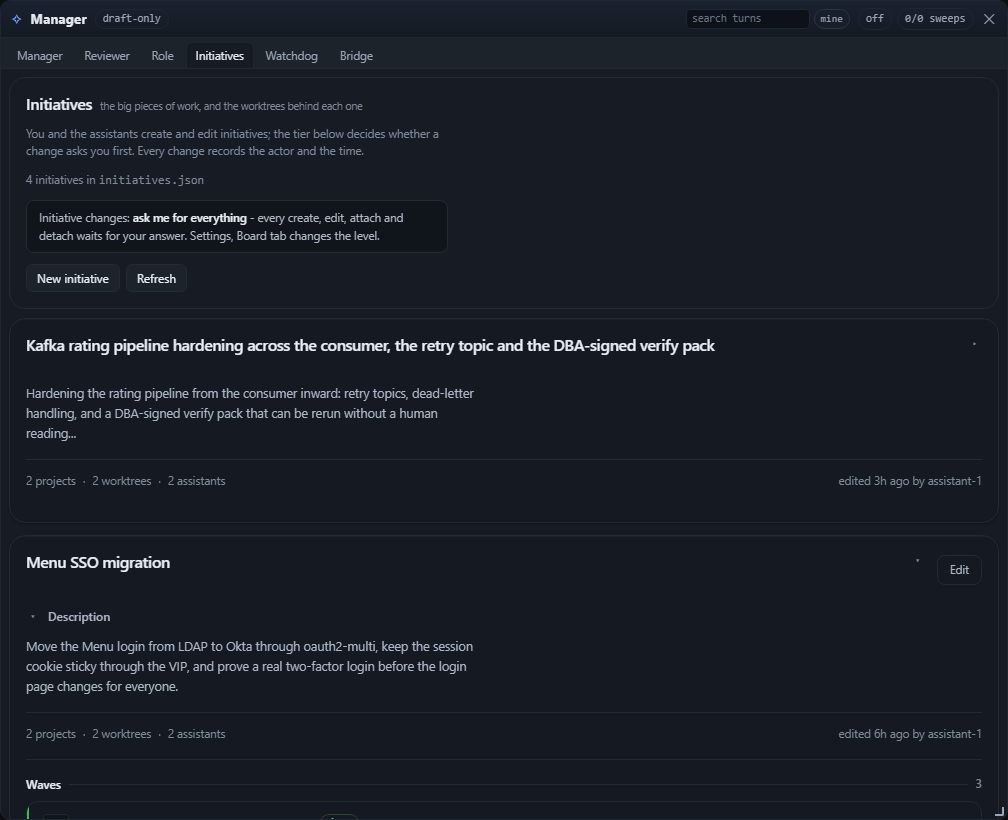 Manager draft-only search turns mine off 0/0 sweeps
Manager Reviewer Role Initiatives Watchdog Bridge
Initiatives the big pieces of work, and the worktrees behind each one
You and the assistants create and edit initiatives; the tier below decides whether a
change asks you first. Every change records the actor and the time.
4 initiatives in initiatives.json
Initiative changes: ask me for everything - every create, edit, attach and
detach waits for your answer. Settings, Board tab changes the level.
New initiative Refresh
Kafka rating pipeline hardening across the consumer, the retry topic and the DBA-signed verify pack
Hardening the rating pipeline from the consumer inward: retry topics, dead-letter
handling, and a DBA-signed verify pack that can be rerun without a human
reading...
2 projects · 2 worktrees · 2 assistants edited 3h ago by assistant-1
Menu SSO migration Edit
Description
Move the Menu login from LDAP to Okta through oauth2-multi, keep the session
cookie sticky through the VIP, and prove a real two-factor login before the login
page changes for everyone.
2 projects · 2 worktrees · 2 assistants edited 6h ago by assistant-1
Waves 3